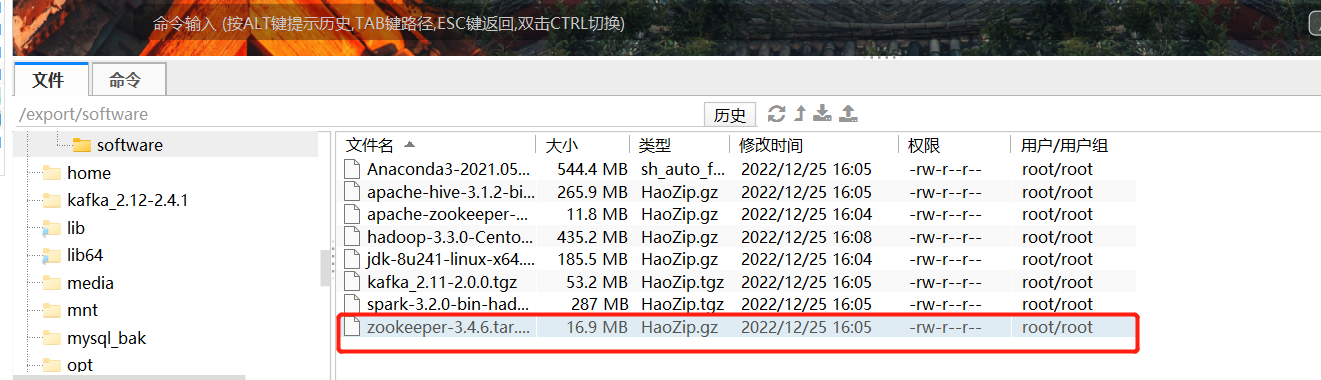 命令输入 (按ALT键提示历史,TAB键路径,ESC键返回,双击CTRL切换)
文件 命令
/export/software 历史
software
home
kafka_2.12-2.4.1
lib
lib64
media
mnt
mysql_bak
opt
文件名 大小 类型 修改时间 权限 用户/用户组
Anaconda3-2021.05... 544.4 MB sh_auto_f... 2022/12/25 16:05 -rw-r--r-- root/root
apache-hive-3.1.2-bi... 265.9 MB HaoZip.gz 2022/12/25 16:05 -rw-r--r-- root/root
apache-zookeeper-... 11.8 MB HaoZip.gz 2022/12/25 16:04 -rw-r--r-- root/root
hadoop-3.3.0-Cento... 435.2 MB HaoZip.gz 2022/12/25 16:08 -rw-r--r-- root/root
jdk-8u241-linux-x64.... 185.5 MB HaoZip.gz 2022/12/25 16:04 -rw-r--r-- root/root
kafka_2.11-2.0.0.tgz 53.2 MB HaoZip.tgz 2022/12/25 16:05 -rw-r--r-- root/root
spark-3.2.0-bin-had... 287 MB HaoZip.tgz 2022/12/25 16:05 -rw-r--r-- root/root
zookeeper-3.4.6.tar.... 16.9 MB HaoZip.gz 2022/12/25 16:05 -rw-r--r-- root/root